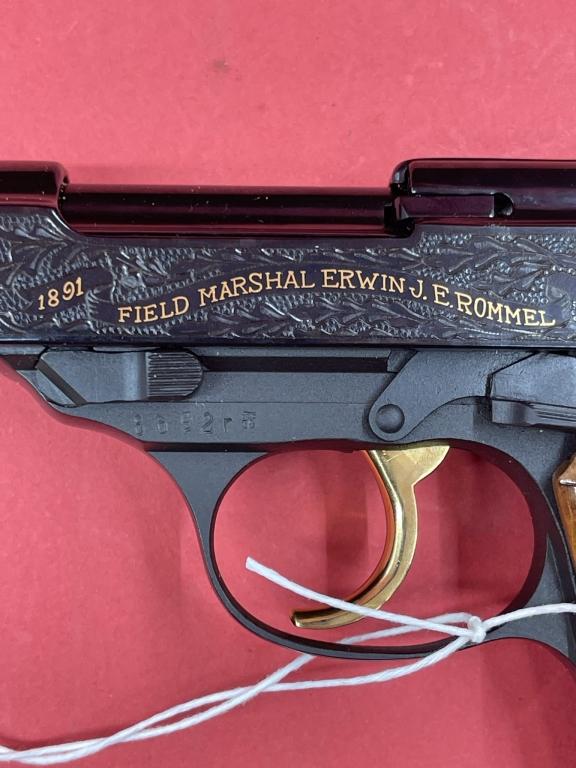 1891
FIELD MARSHAL ERWIN J. E. ROMMEL